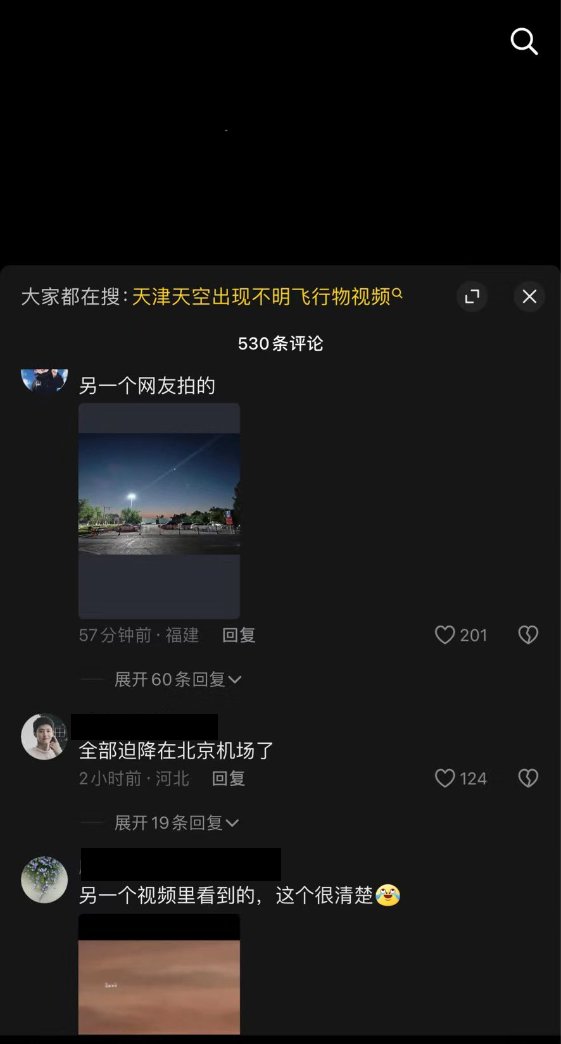 大家都在搜:天津天空出现不明飞行物视频
530条评论
另一个网友拍的
57分钟前·福建 回复
201
展开60条回复
全部迫降在北京机场了
2小时前·河北 回复
124
展开19条回复
另一个视频里看到的，这个很清楚